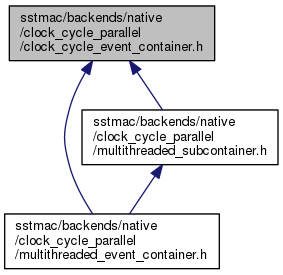 sstmac/backends/native
/clock_cycle_parallel
/clock_cycle_event_container.h
sstmac/backends/native
/clock_cycle_parallel
/multithreaded_subcontainer.h
sstmac/backends/native
/clock_cycle_parallel
/multithreaded_event_container.h